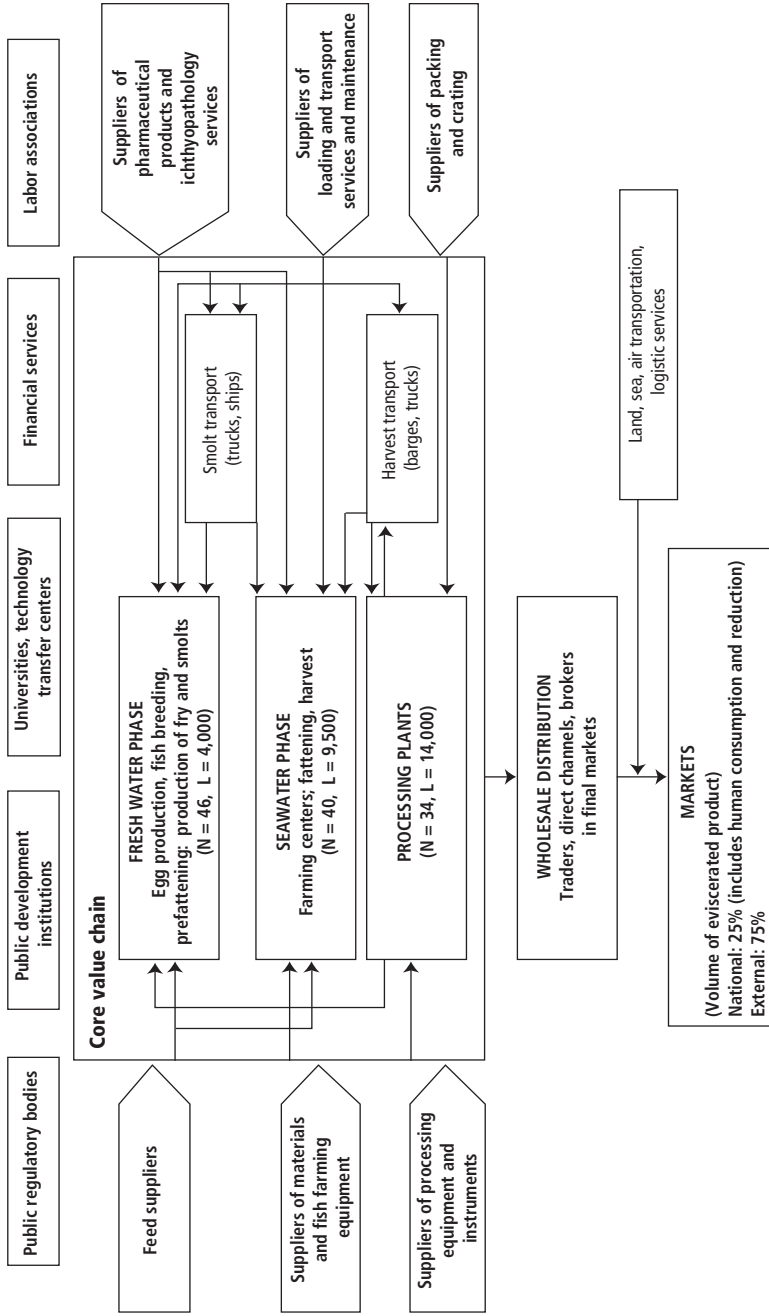 Public regulatory bodies
Public development
institutions
Universities, technology
transfer centers
Financial services
Labor associations
Core value chain
Feed suppliers
Suppliers of materials
and fish farming
equipment
Suppliers of processing
equipment and
instruments
FRESH WATER PHASE
Egg production, fish breeding,
prefattening: production of fry and smolts
(N = 46, L = 4,000)
SEAWATER PHASE
Farming centers; fattening, harvest
(N = 40, L = 9,500)
PROCESSING PLANTS
(N = 34, L = 14,000)
Smolt transport
(trucks, ships)
Harvest transport
(barges, trucks)
Suppliers of
pharmaceutical
products and
ichthyopathology
services
Suppliers of
loading and transport
services and maintenance
Suppliers of packing
and crating
WHOLESALE DISTRIBUTION
Traders, direct channels, brokers
in final markets
Land, sea, air transportation,
logistic services
MARKETS
(Volume of eviscerated product)
National: 25% (includes human consumption and reduction)
External: 75%